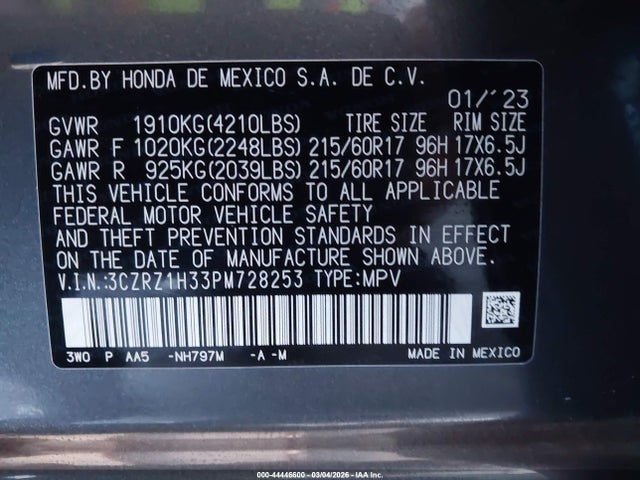 MFD.BY HONDA DE MEXICO S.A. DE C.V.
01/'23
GVWR 1910KG(4210LBS) TIRE SIZE RIM SIZE
GAWR F 1020KG(2248LBS) 215/60R17 96H 17X6.5J
GAWR R 925KG(2039LBS) 215/60R17 96H 17X6.5J
THIS VEHICLE CONFORMS TO ALL APPLICABLE
FEDERAL MOTOR VEHICLE SAFETY
AND THEFT PREVENTION STANDARDS IN EFFECT
ON THE DATE OF MANUFACTURE SHOWN ABOVE.
V.I.N.:3CZRZ1H33PM728253 TYPE:MPV
3W0 P AA5 -NH797M -A -M MADE IN MEXICO
000-44446600 - 03/04/2026 - IAA Inc.